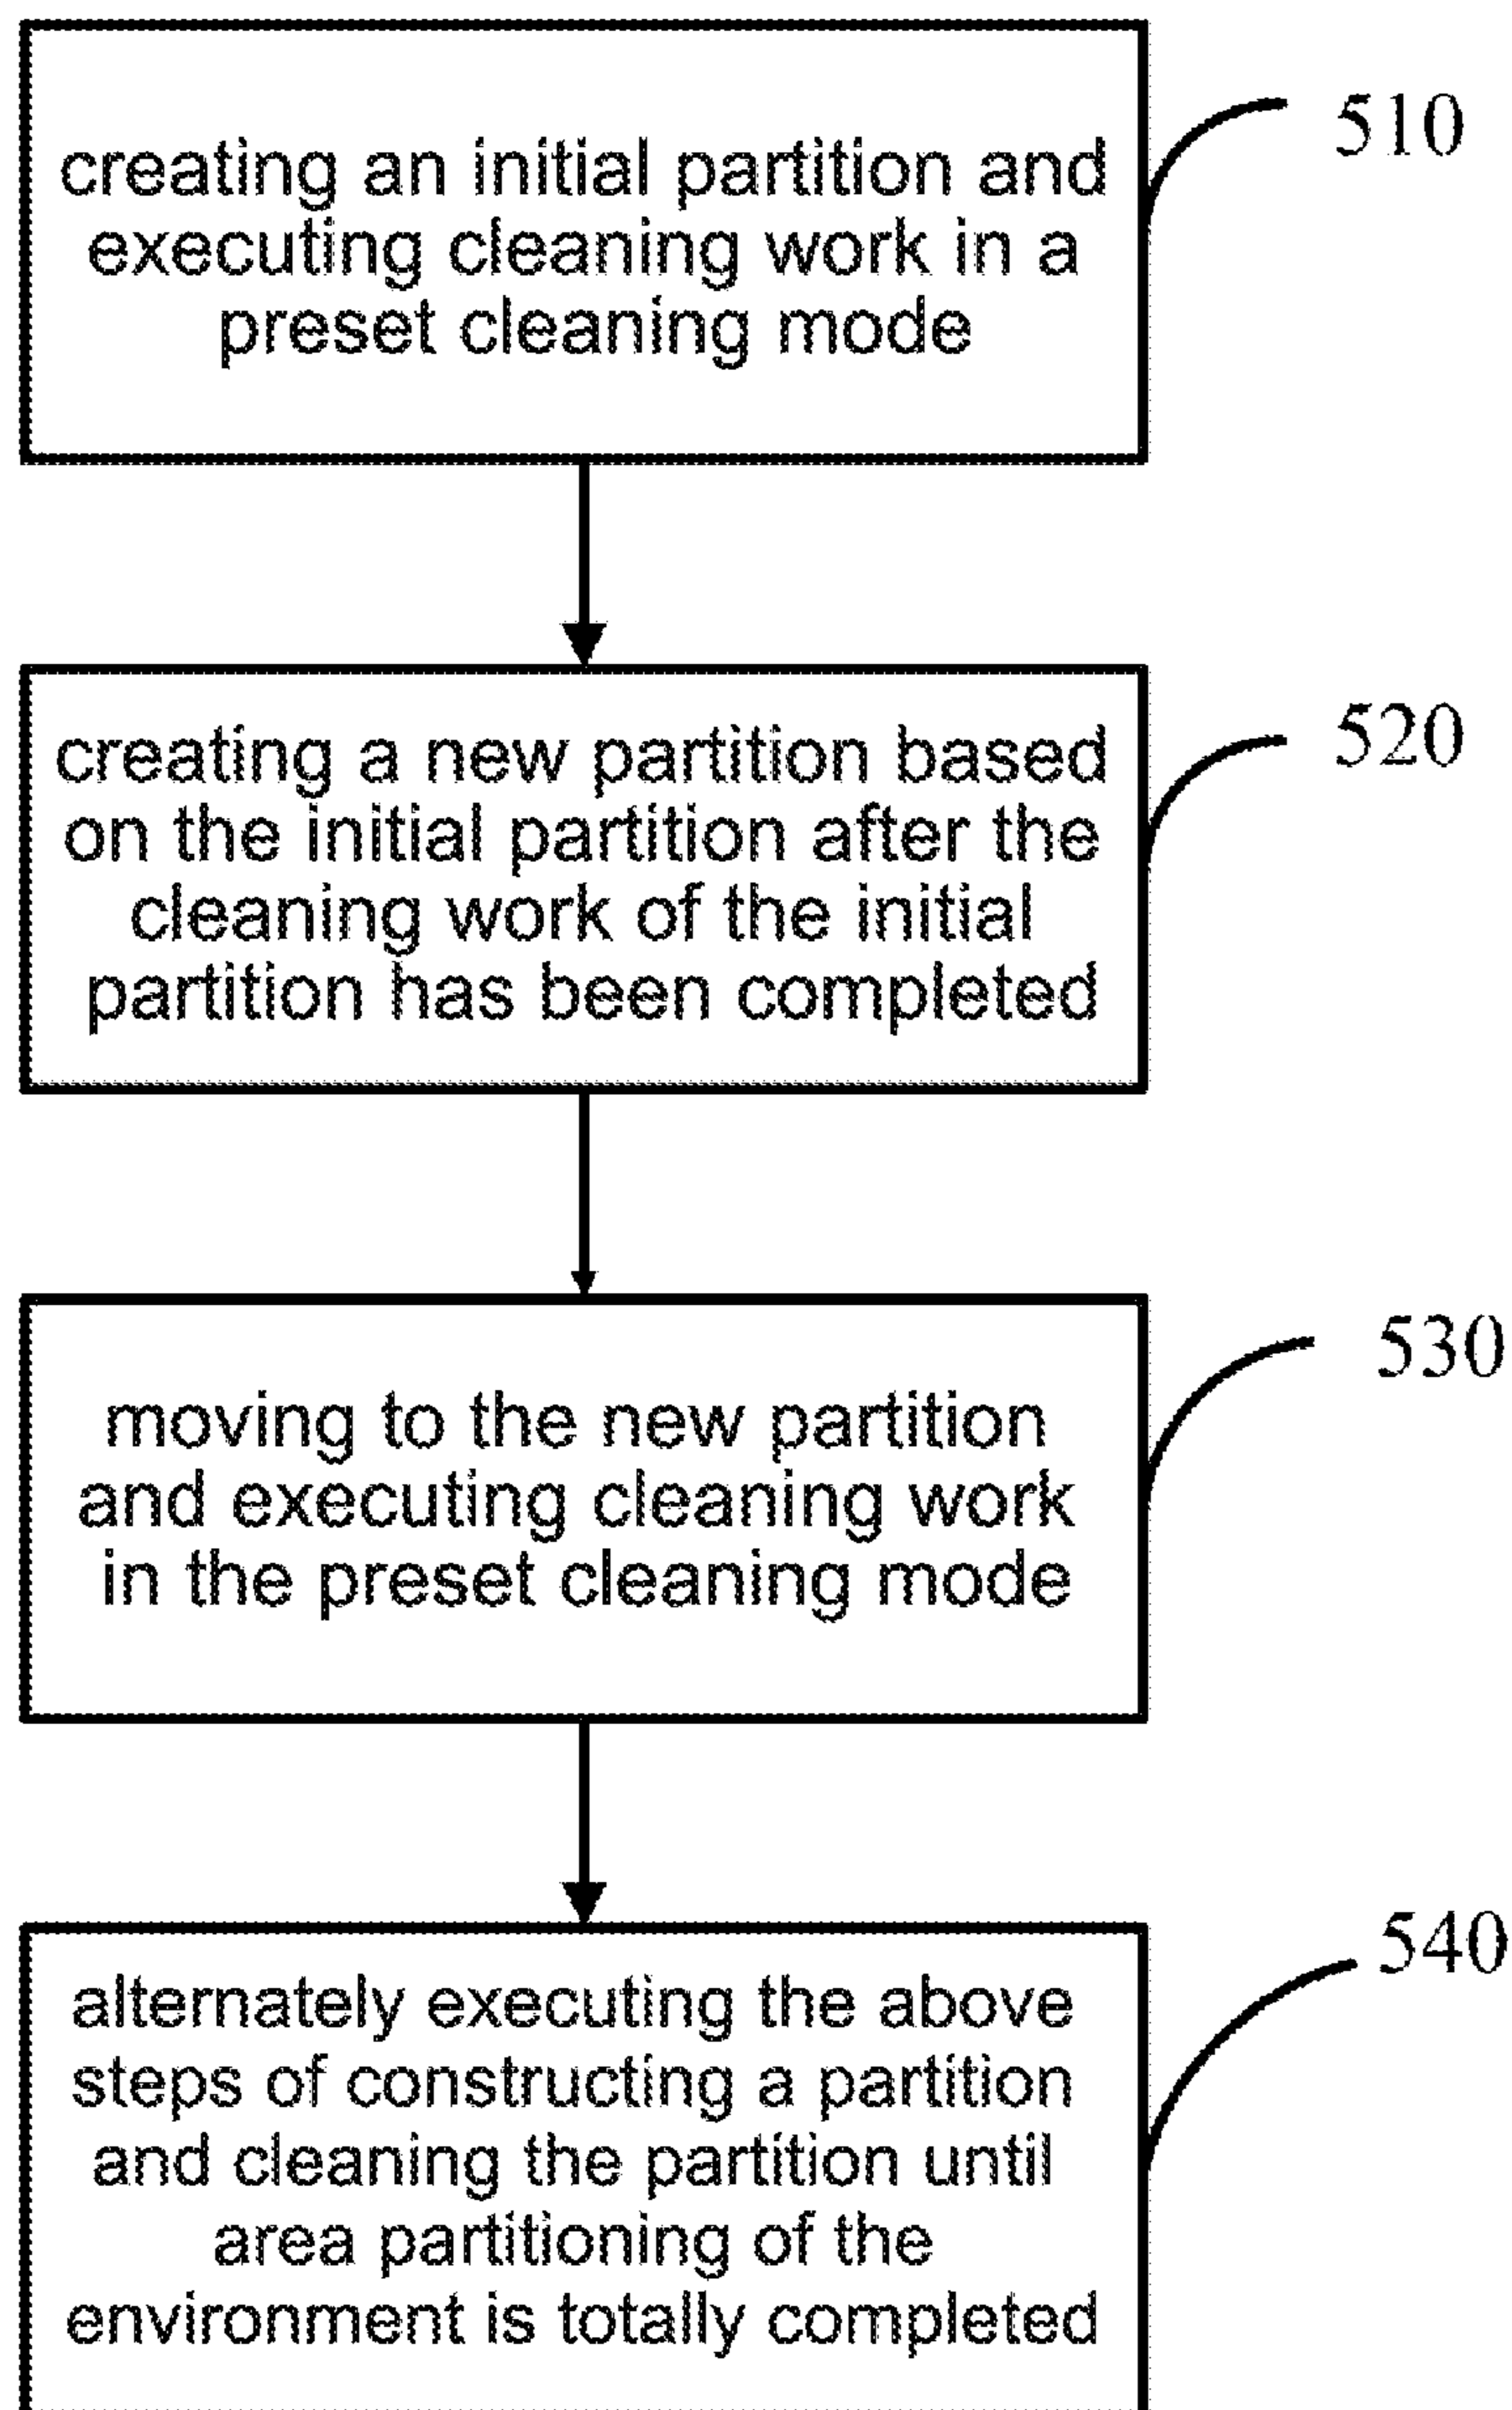 creating an initial partition and
executing cleaning work in a
preset cleaning mode
510
creating a new partition based
on the initial partition after the
cleaning work of the initial
partition has been completed
520
moving to the new partition
and executing cleaning work
in the preset cleaning mode
530
alternately executing the above
steps of constructing a partition
and cleaning the partition until
area partitioning of the
environment is totally completed
540